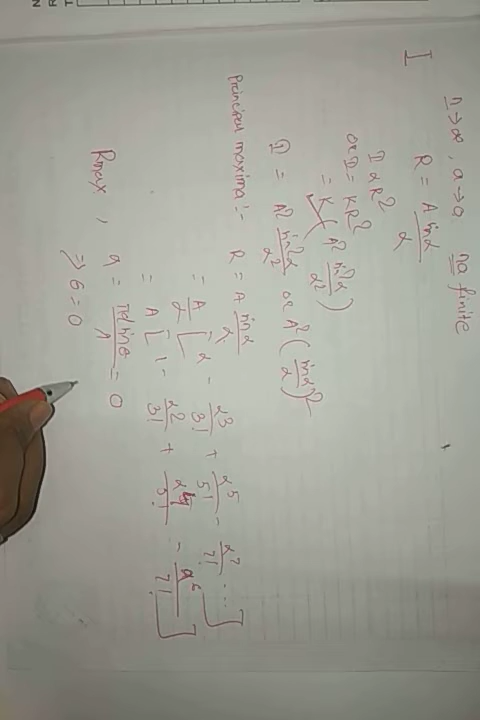 n → ∞, a → 0  na finite
I
R = A sinα/α
I α R²
or I = KR²
= K (A² sin²α/α²)
I = A² sin²α/α² or A² (sinα/α)²
Principal maxima:- R = A sinα/α
= A/α [α - α³/3! + α⁵/5! - α⁷/7! ...]
= A [1 - α²/3! + α⁴/5! - α⁶/7!]
Rmax, α = πd sinθ/λ = 0
⇒ θ = 0